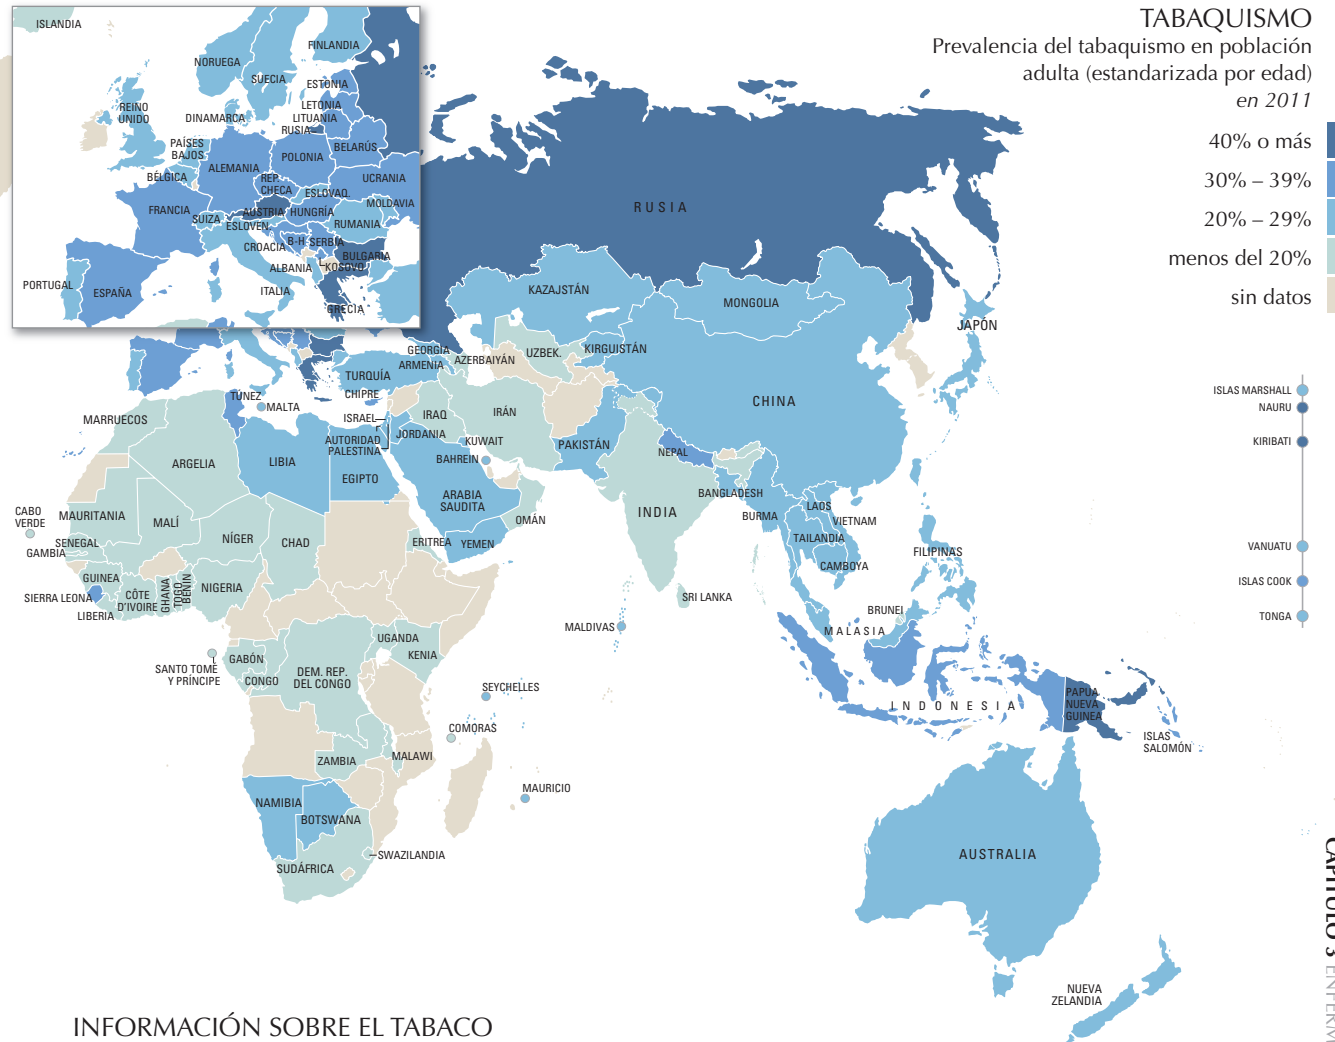 TABAQUISMO
Prevalencia del tabaquismo en población
adulta (estandarizada por edad)
en 2011
40% o más
30% – 39%
20% – 29%
menos del 20%
sin datos
ISLANDIA
NORUEGA
FINLANDIA
SUECIA
ESTONIA
REINO
UNIDO
DINAMARCA
LETONIA
LITUANIA
RUSIA
PAÍSES
BAJOS
BELARÚS
POLONIA
ALEMANIA
BÉLGICA
REP.
CHECA
UCRANIA
ESLOVAQ.
MOLDAVIA
FRANCIA
AUSTRIA
HUNGRÍA
SUIZA
ESLOVEN.
RUMANIA
CROACIA
B-H
SERBIA
BULGARIA
ALBANIA
KOSOVO
PORTUGAL
ESPAÑA
ITALIA
GRECIA
RUSIA
KAZAJSTÁN
MONGOLIA
JAPÓN
GEORGIA
ARMENIA
AZERBAIYÁN
UZBEK.
KIRGUISTÁN
TURQUÍA
CHIPRE
TÚNEZ
MALTA
ISRAEL
AUTORIDAD
PALESTINA
JORDANIA
IRAQ
IRÁN
KUWAIT
BAHREIN
PAKISTÁN
CHINA
NEPAL
MARRUECOS
ARGELIA
LIBIA
EGIPTO
ARABIA
SAUDITA
OMÁN
YEMEN
ERITREA
INDIA
BANGLADESH
BURMA
LAOS
VIETNAM
TAILANDIA
CAMBOYA
FILIPINAS
CABO
VERDE
MAURITANIA
MALÍ
NÍGER
CHAD
SENEGAL
GAMBIA
GUINEA
SIERRA LEONA
LIBERIA
CÔTE
D'IVOIRE
GHANA
TOGO
BENIN
NIGERIA
SRI LANKA
MALDIVAS
BRUNEI
MALASIA
INDONESIA
PAPUA
NUEVA
GUINEA
ISLAS
SALOMÓN
SANTO TOMÉ
Y PRÍNCIPE
GABÓN
CONGO
DEM. REP.
DEL CONGO
UGANDA
KENIA
SEYCHELLES
COMORAS
ZAMBIA
MALAWI
MAURICIO
NAMIBIA
BOTSWANA
SWAZILANDIA
SUDÁFRICA
AUSTRALIA
NUEVA
ZELANDIA
ISLAS MARSHALL
NAURU
KIRIBATI
VANUATU
ISLAS COOK
TONGA
CAPÍTULO 3
INFORMACIÓN SOBRE EL TABACO